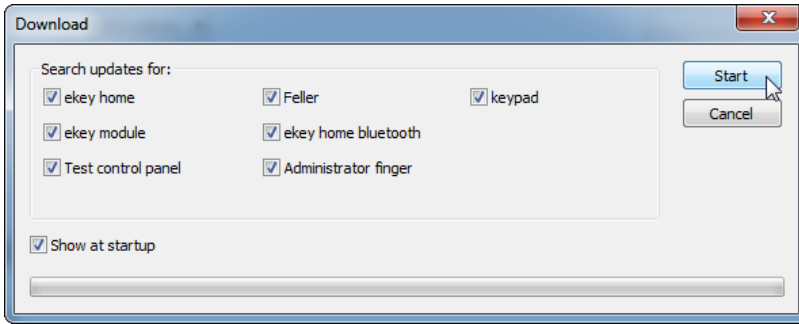 Download
Search updates for:
ekey home
Feller
keypad
ekey module
ekey home bluetooth
Test control panel
Administrator finger
Show at startup
Start
Cancel